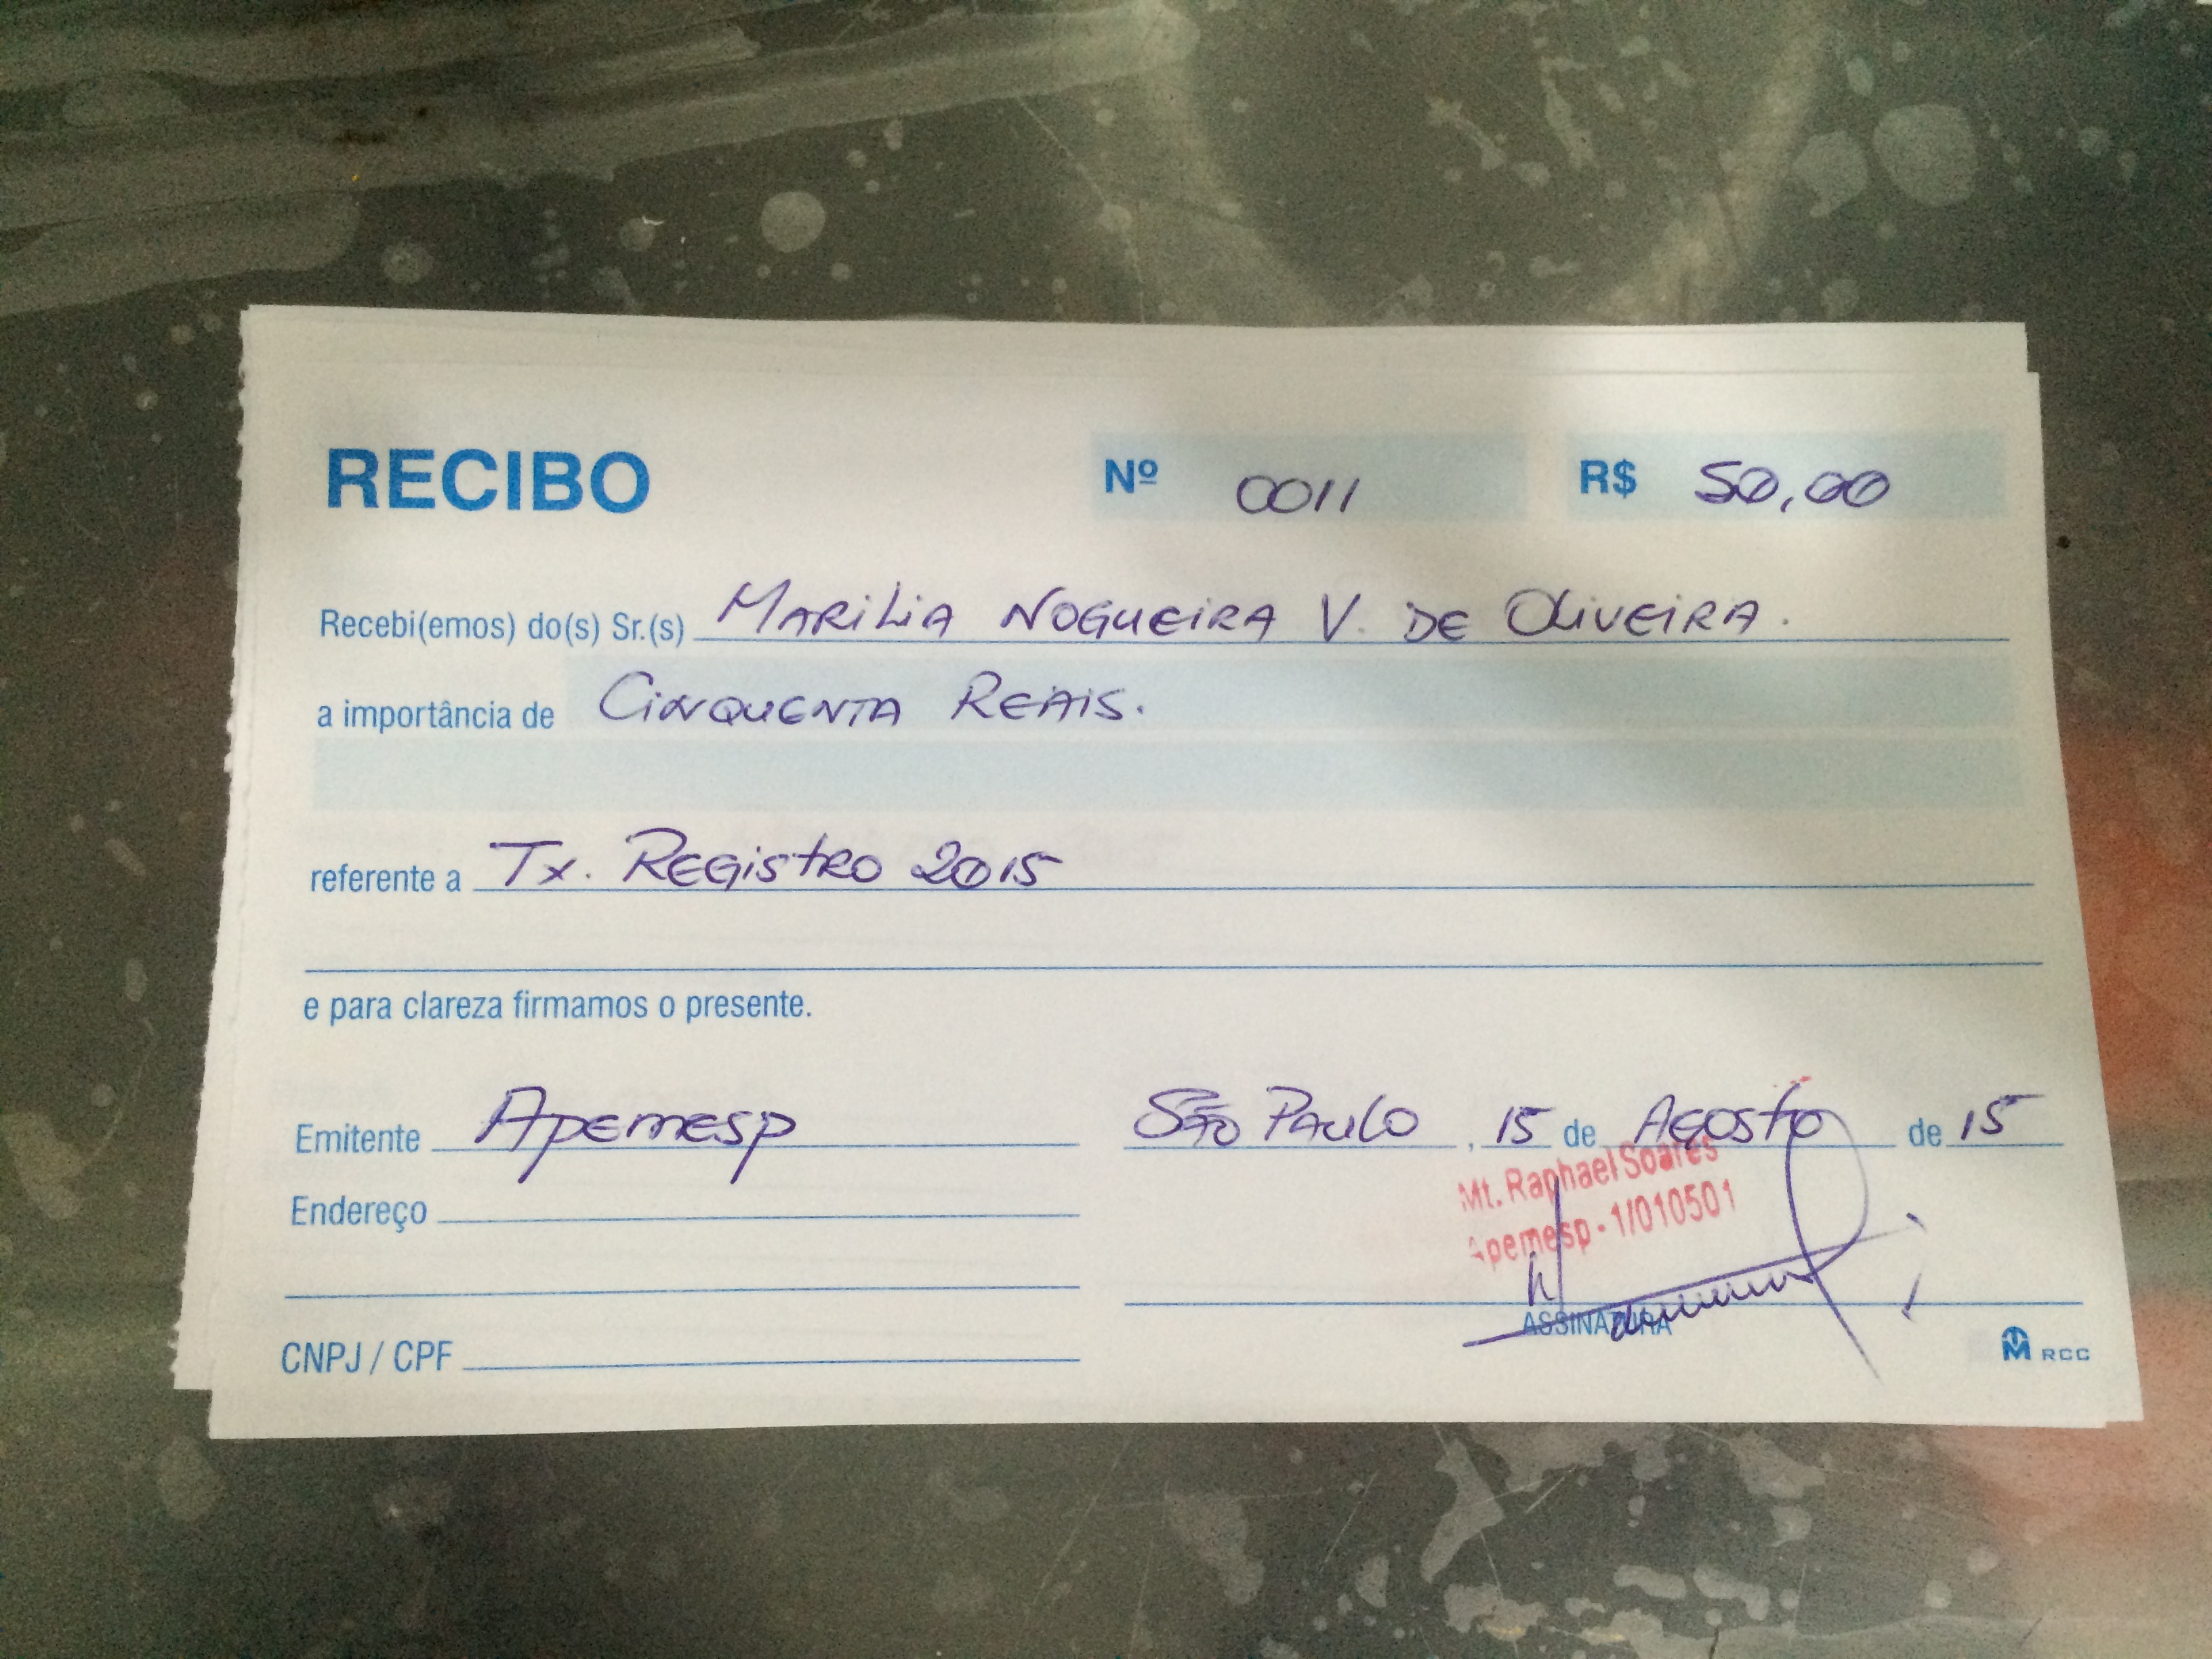 RECIBO Nº 0011 R$ 50,00
Recebi(emos) do(s) Sr.(s) MARILIA NOGUEIRA V. DE OLIVEIRA.
a importância de CINQUENTA REAIS.
referente a Tx. REGISTRO 2015
e para clareza firmamos o presente.
Emitente APEMESP SÃO PAULO, 15 de AGOSTO de 15
Mt. Raphael Soares
Endereço
Apemesp - 1/010501
ASSINATURA
CNPJ / CPF
RCC